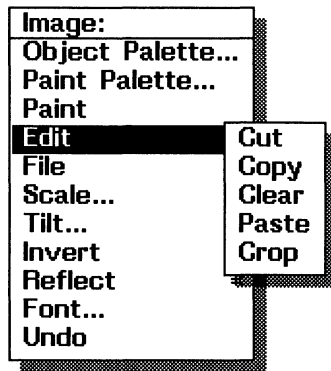 Image:
Object Palette...
Paint Palette...
Paint
Edit
File
Scale...
Tilt...
Invert
Reflect
Font...
Undo
Cut
Copy
Clear
Paste
Crop